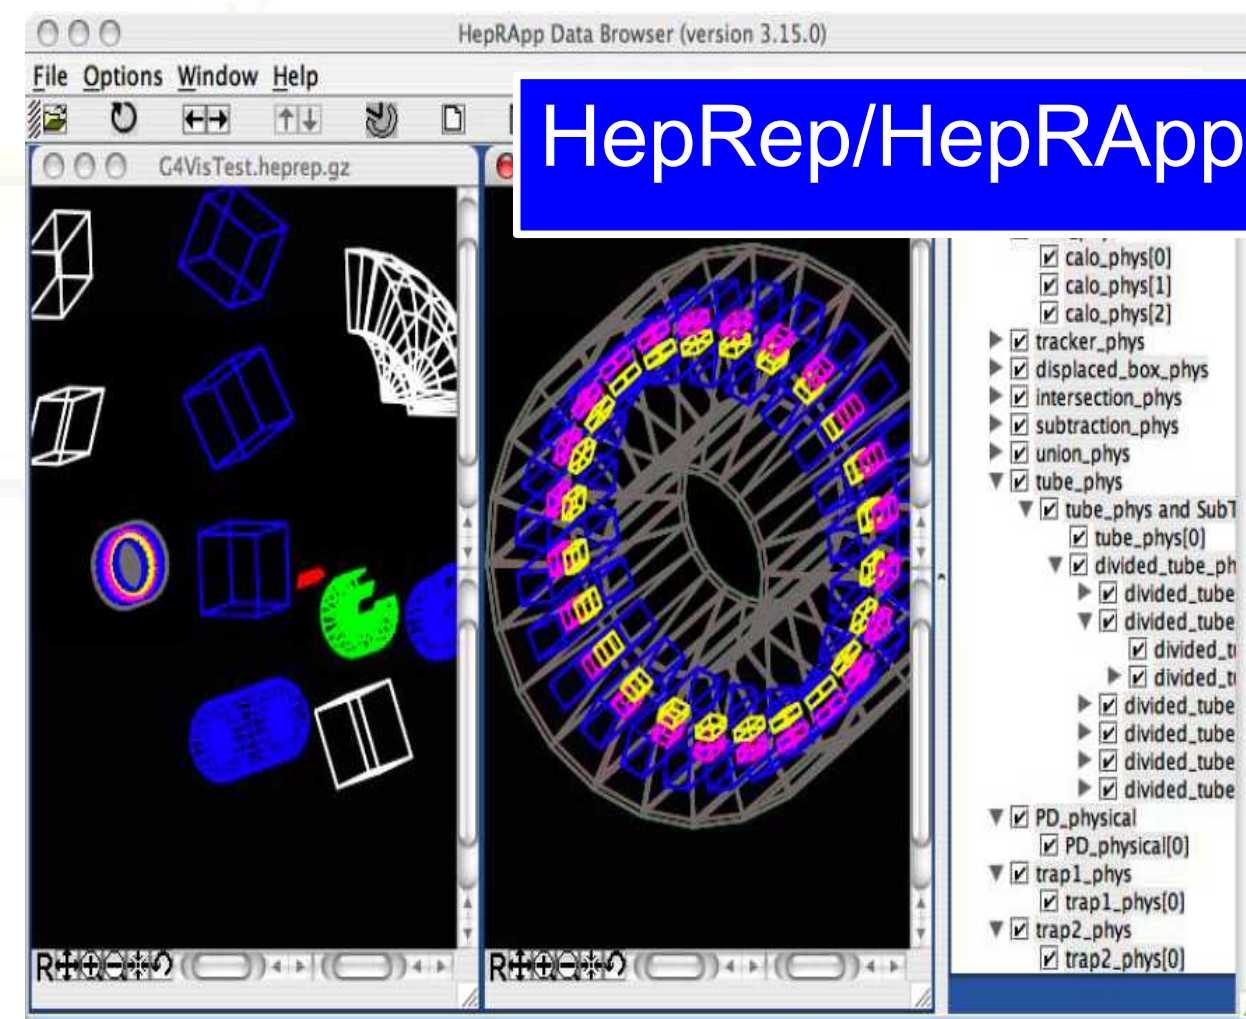 HepRApp Data Browser (version 3.15.0)
File Options Window Help
HepRep/HepRApp
G4VisTest.heprep.gz
calo_phys[0]
calo_phys[1]
calo_phys[2]
tracker_phys
displaced_box_phys
intersection_phys
subtraction_phys
union_phys
tube_phys
tube_phys and SubT
tube_phys[0]
divided_tube_ph
divided_tube
divided_tube
divided_t
divided_t
divided_tube
divided_tube
divided_tube
divided_tube
PD_physical
PD_physical[0]
trap1_phys
trap1_phys[0]
trap2_phys
trap2_phys[0]
R
R